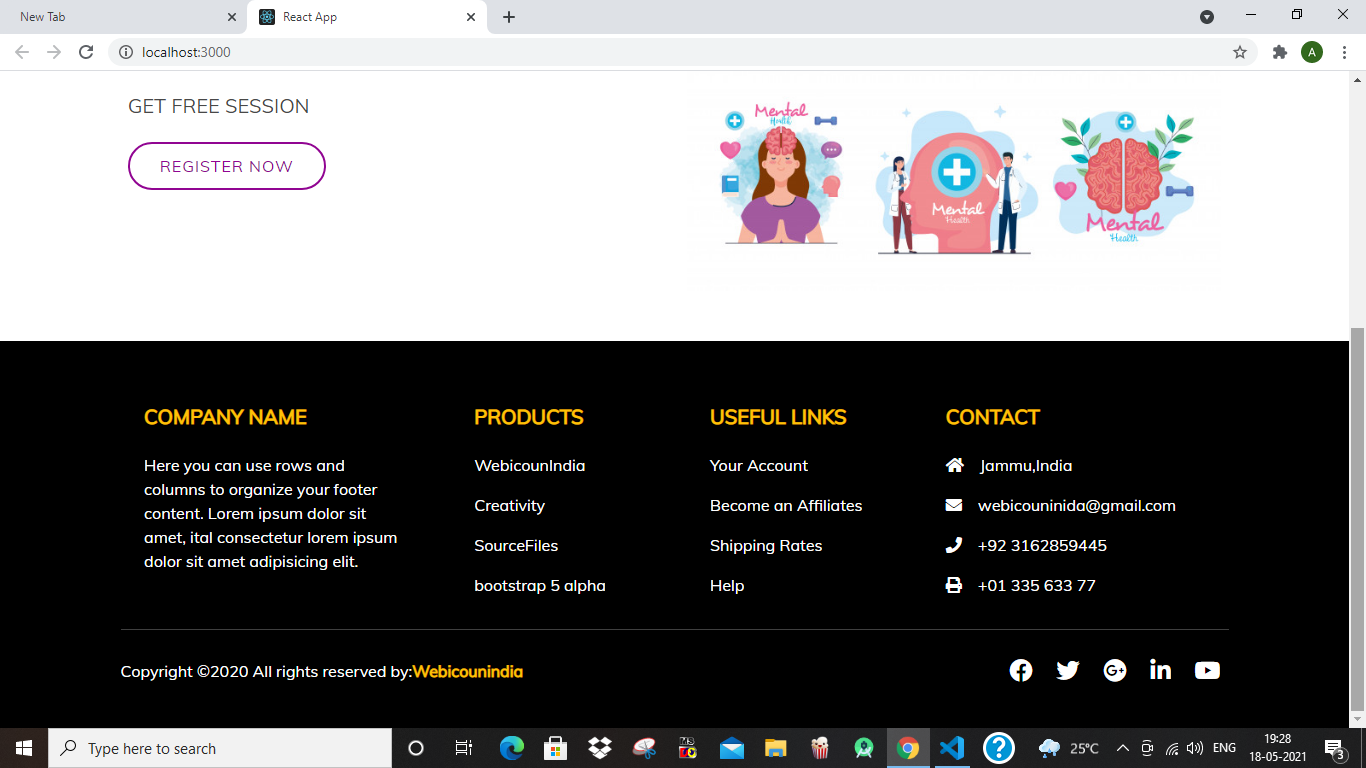 New Tab
React App
localhost:3000
A
GET FREE SESSION
REGISTER NOW
Mental
Health
Mental
Health
Mental
Health
COMPANY NAME
Here you can use rows and
columns to organize your footer
content. Lorem ipsum dolor sit
amet, ital consectetur lorem ipsum
dolor sit amet adipisicing elit.
PRODUCTS
WebicounIndia
Creativity
SourceFiles
bootstrap 5 alpha
USEFUL LINKS
Your Account
Become an Affiliates
Shipping Rates
Help
CONTACT
Jammu,India
webicouninida@gmail.com
+92 3162859445
+01 335 633 77
Copyright ©2020 All rights reserved by:Webicounindia
Type here to search
25°C
ENG
19:28
18-05-2021
3